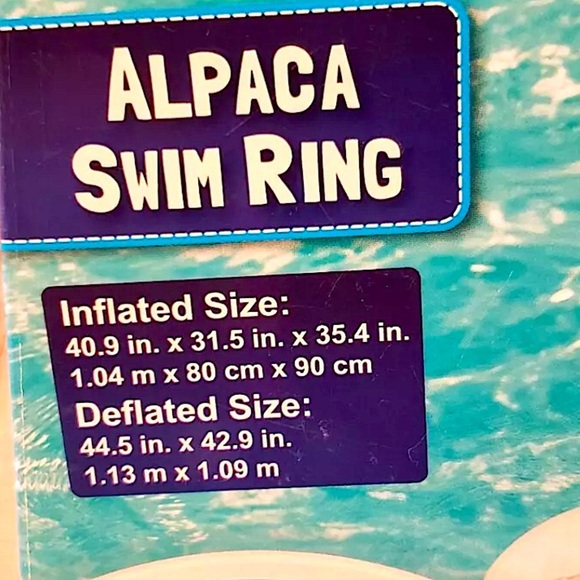 ALPACA
SWIM RING
Inflated Size:
40.9 in. x 31.5 in. x 35.4 in.
1.04 m x 80 cm x 90 cm
Deflated Size:
44.5 in. x 42.9 in.
1.13 m x 1.09 m